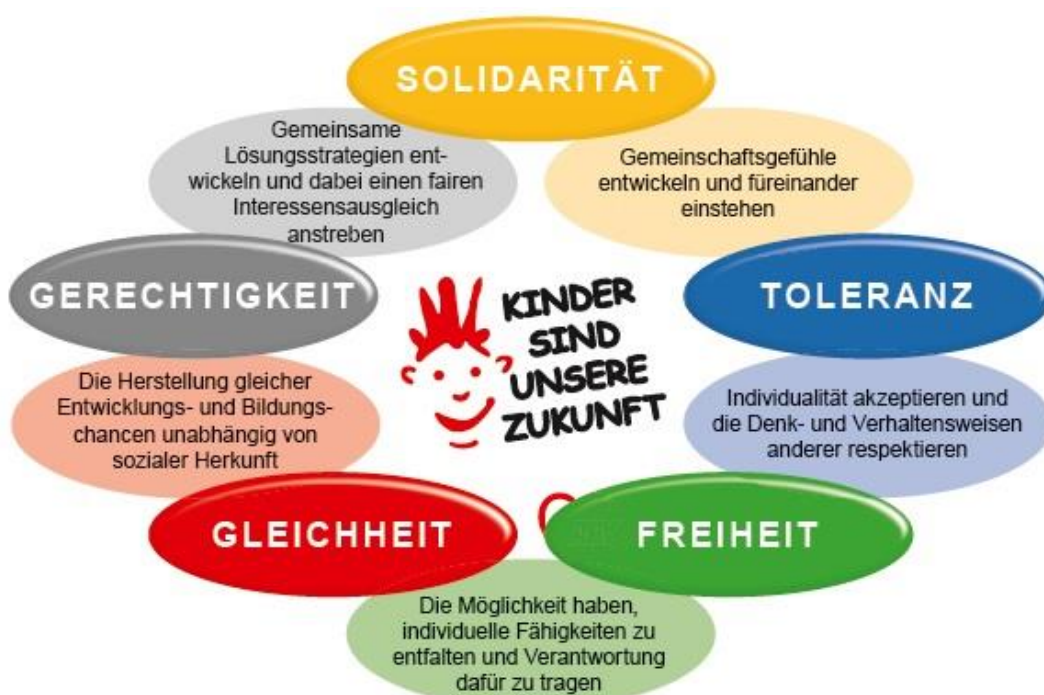 SOLIDARITÄT
Gemeinsame
Lösungsstrategien ent-
wickeln und dabei einen fairen
Interessensausgleich
anstreben
Gemeinschaftsgefühle
entwickeln und füreinander
einstehen
GERECHTIGKEIT
KINDER
SIND
UNSERE
ZUKUNFT
TOLERANZ
Die Herstellung gleicher
Entwicklungs- und Bildungs-
chancen unabhängig von
sozialer Herkunft
Individualität akzeptieren und
die Denk- und Verhaltensweisen
anderer respektieren
GLEICHHEIT
FREIHEIT
Die Möglichkeit haben,
individuelle Fähigkeiten zu
entfalten und Verantwortung
dafür zu tragen